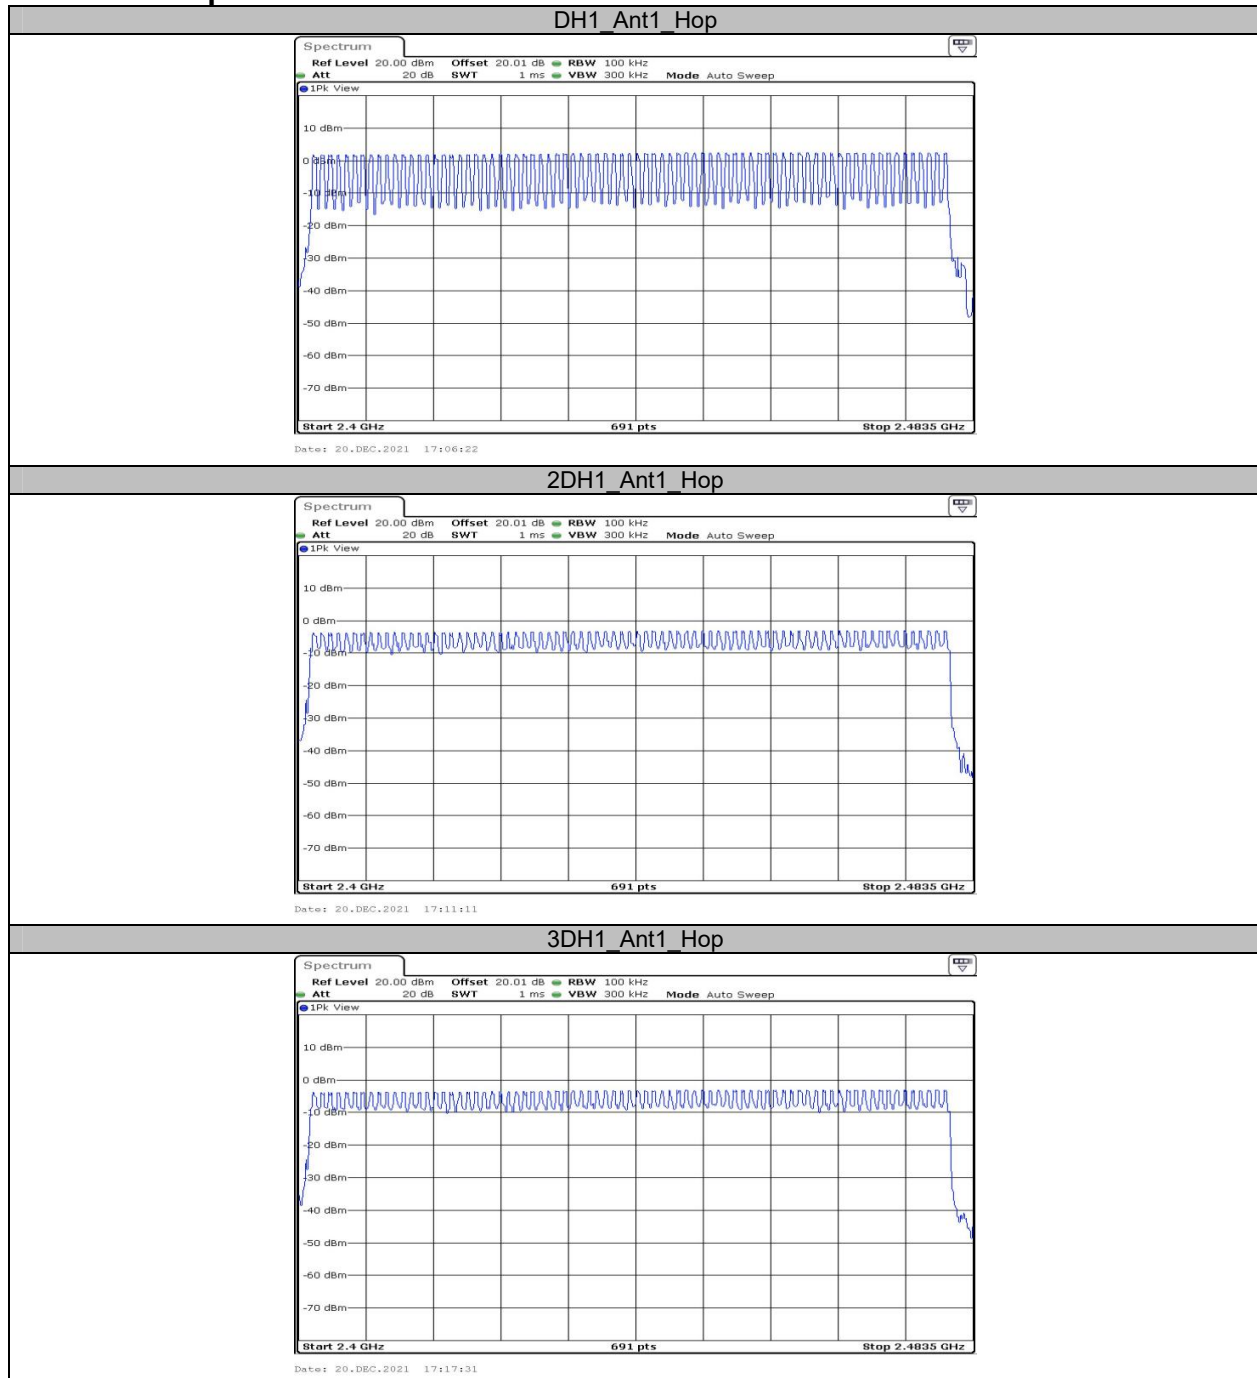 DH1_Ant1_Hop
Spectrum
Ref Level 20.00 dBm Offset 20.01 dB RBW 100 kHz
Att 20 dB SWT 1 ms VBW 300 kHz Mode Auto Sweep
1Pk View
10 dBm
0 dBm
-10 dBm
-20 dBm
-30 dBm
-40 dBm
-50 dBm
-60 dBm
-70 dBm
Start 2.4 GHz 691 pts Stop 2.4835 GHz
Date: 20.DEC.2021 17:06:22
2DH1_Ant1_Hop
Spectrum
Ref Level 20.00 dBm Offset 20.01 dB RBW 100 kHz
Att 20 dB SWT 1 ms VBW 300 kHz Mode Auto Sweep
1Pk View
10 dBm
0 dBm
-10 dBm
-20 dBm
-30 dBm
-40 dBm
-50 dBm
-60 dBm
-70 dBm
Start 2.4 GHz 691 pts Stop 2.4835 GHz
Date: 20.DEC.2021 17:11:11
3DH1_Ant1_Hop
Spectrum
Ref Level 20.00 dBm Offset 20.01 dB RBW 100 kHz
Att 20 dB SWT 1 ms VBW 300 kHz Mode Auto Sweep
1Pk View
10 dBm
0 dBm
-10 dBm
-20 dBm
-30 dBm
-40 dBm
-50 dBm
-60 dBm
-70 dBm
Start 2.4 GHz 691 pts Stop 2.4835 GHz
Date: 20.DEC.2021 17:17:31